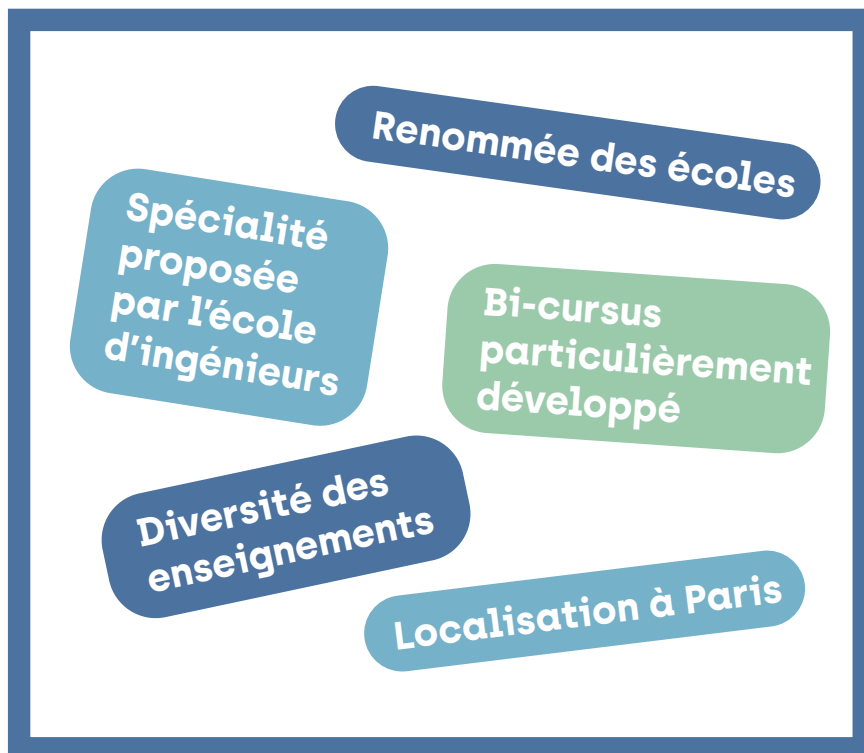 Renommée des écoles
Spécialité
proposée
par l'école
d'ingénieurs
Bi-cursus
particulièrement
développé
Diversité des
enseignements
Localisation à Paris